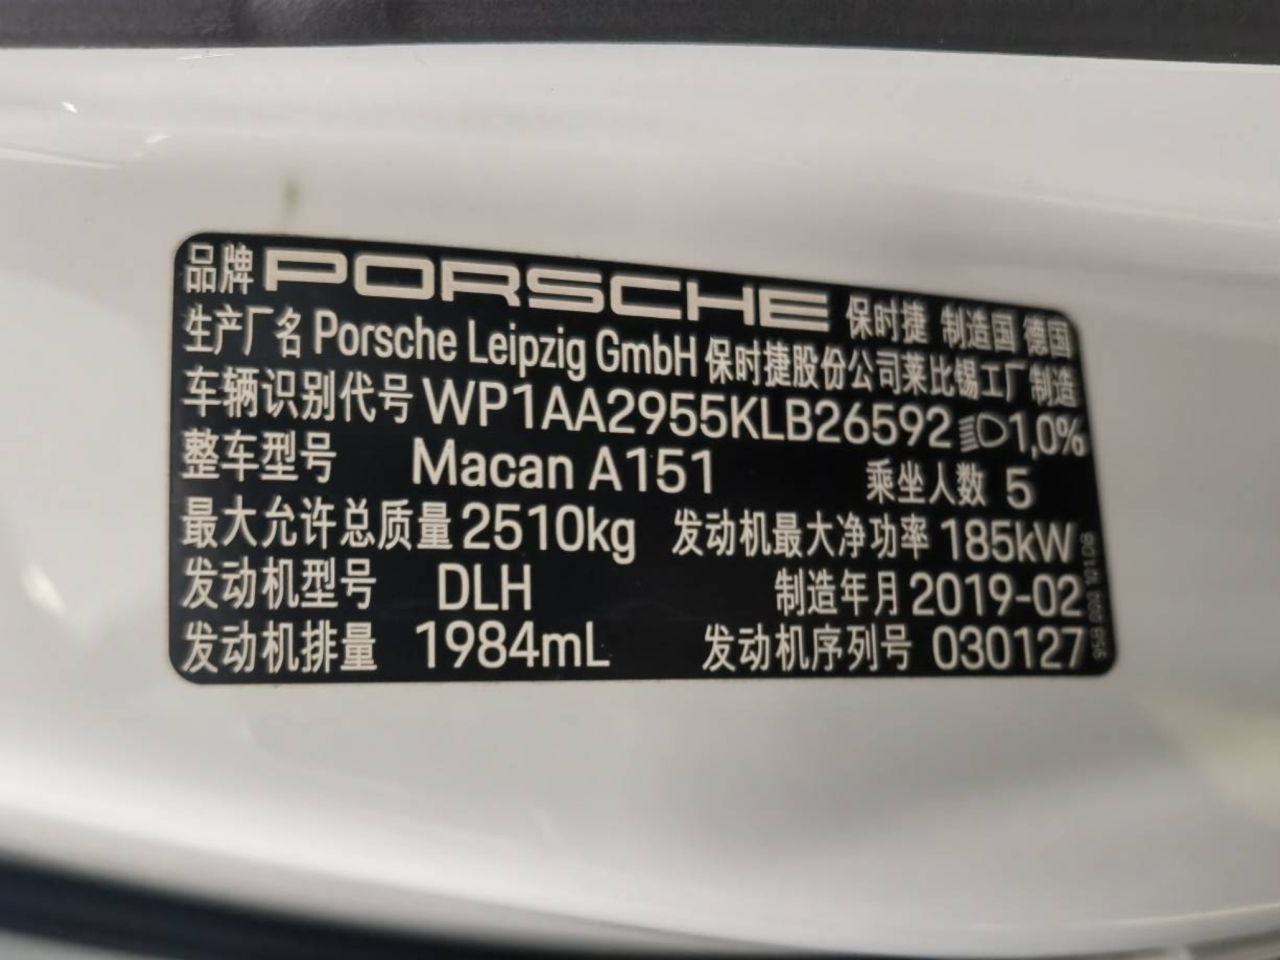 品牌 PORSCHE 保时捷 制造国 德国
生产厂名 Porsche Leipzig GmbH 保时捷股份公司莱比锡工厂制造
车辆识别代号 WP1AA2955KLB26592 1,0%
整车型号 Macan A151 乘坐人数 5
最大允许总质量 2510kg 发动机最大净功率 185kW
发动机型号 DLH 制造年月 2019-02
发动机排量 1984mL 发动机序列号 030127
95B 002 101 DB